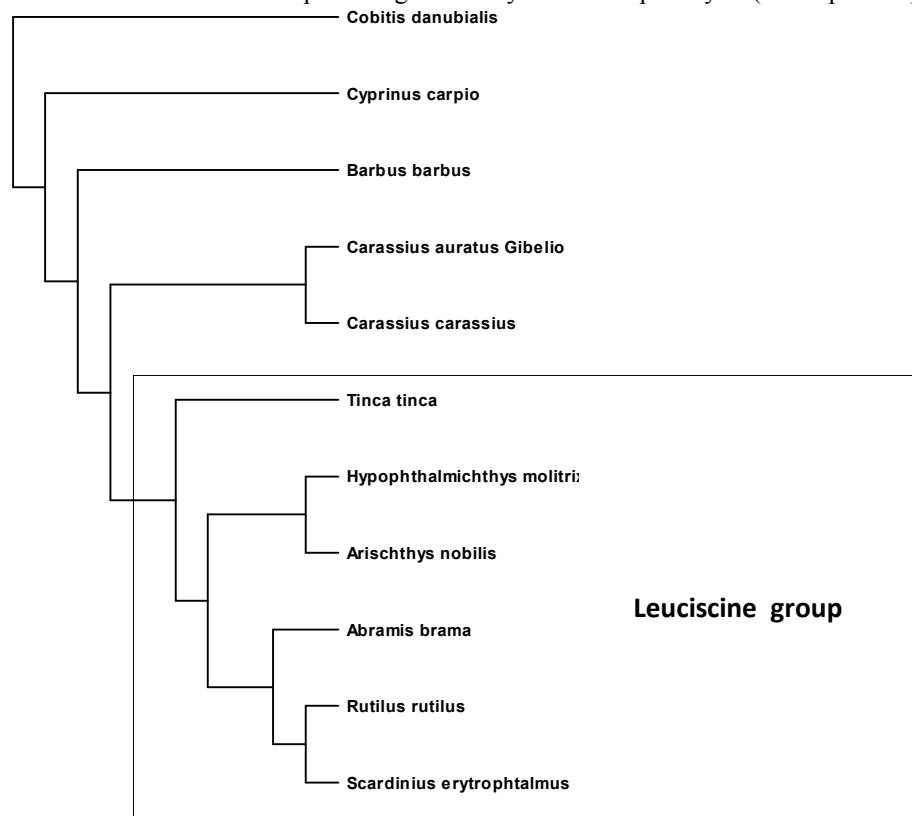 Cobitis danubialis
Cyprinus carpio
Barbus barbus
Carassius auratus Gibelio
Carassius carassius
Tinca tinca
Hypophthalmichthys molitri
Arischthys nobilis
Leuciscine group
Abramis brama
Rutilus rutilus
Scardinius erytrophtalmus